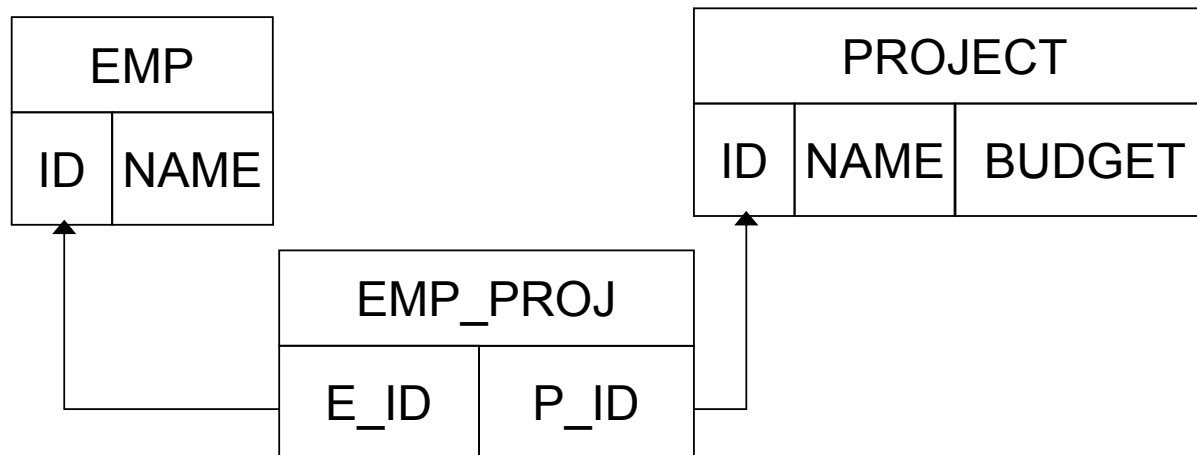 EMP
ID NAME
PROJECT
ID NAME BUDGET
EMP_PROJ
E_ID P_ID